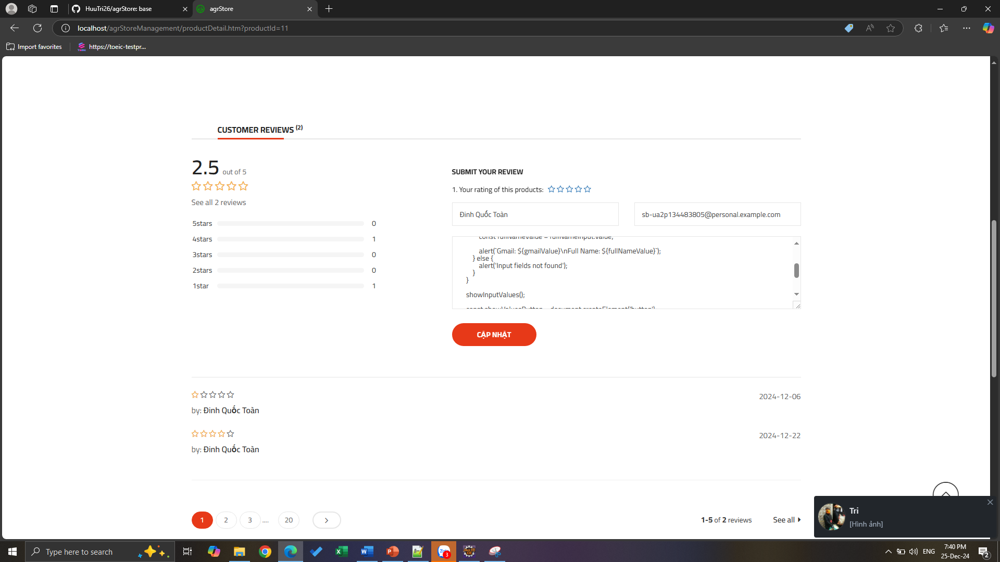 HuuTri26/agrStore: base
agrStore
localhost/agrStoreManagement/productDetail.htm?productId=11
Import favorites
https://toeic-testpr...
CUSTOMER REVIEWS (2)
2.5 out of 5
See all 2 reviews
5stars 0
4stars 1
3stars 0
2stars 0
1star 1
SUBMIT YOUR REVIEW
1. Your rating of this products:
Đinh Quốc Toàn
sb-ua2p134483805@personal.example.com
const fullNameValue = fullNameInput.value;
alert(`Gmail: ${gmailValue}\nFull Name: ${fullNameValue}`);
} else {
alert('Input fields not found');
}
}
showInputValues();
const showValuesButton = document.createElement('button')
CẬP NHẬT
2024-12-06
by: Đinh Quốc Toàn
2024-12-22
by: Đinh Quốc Toàn
1 2 3 .... 20
1-5 of 2 reviews
See all
Tri
[Hình ảnh]
Type here to search
3
ENG
7:40 PM
25-Dec-24
2